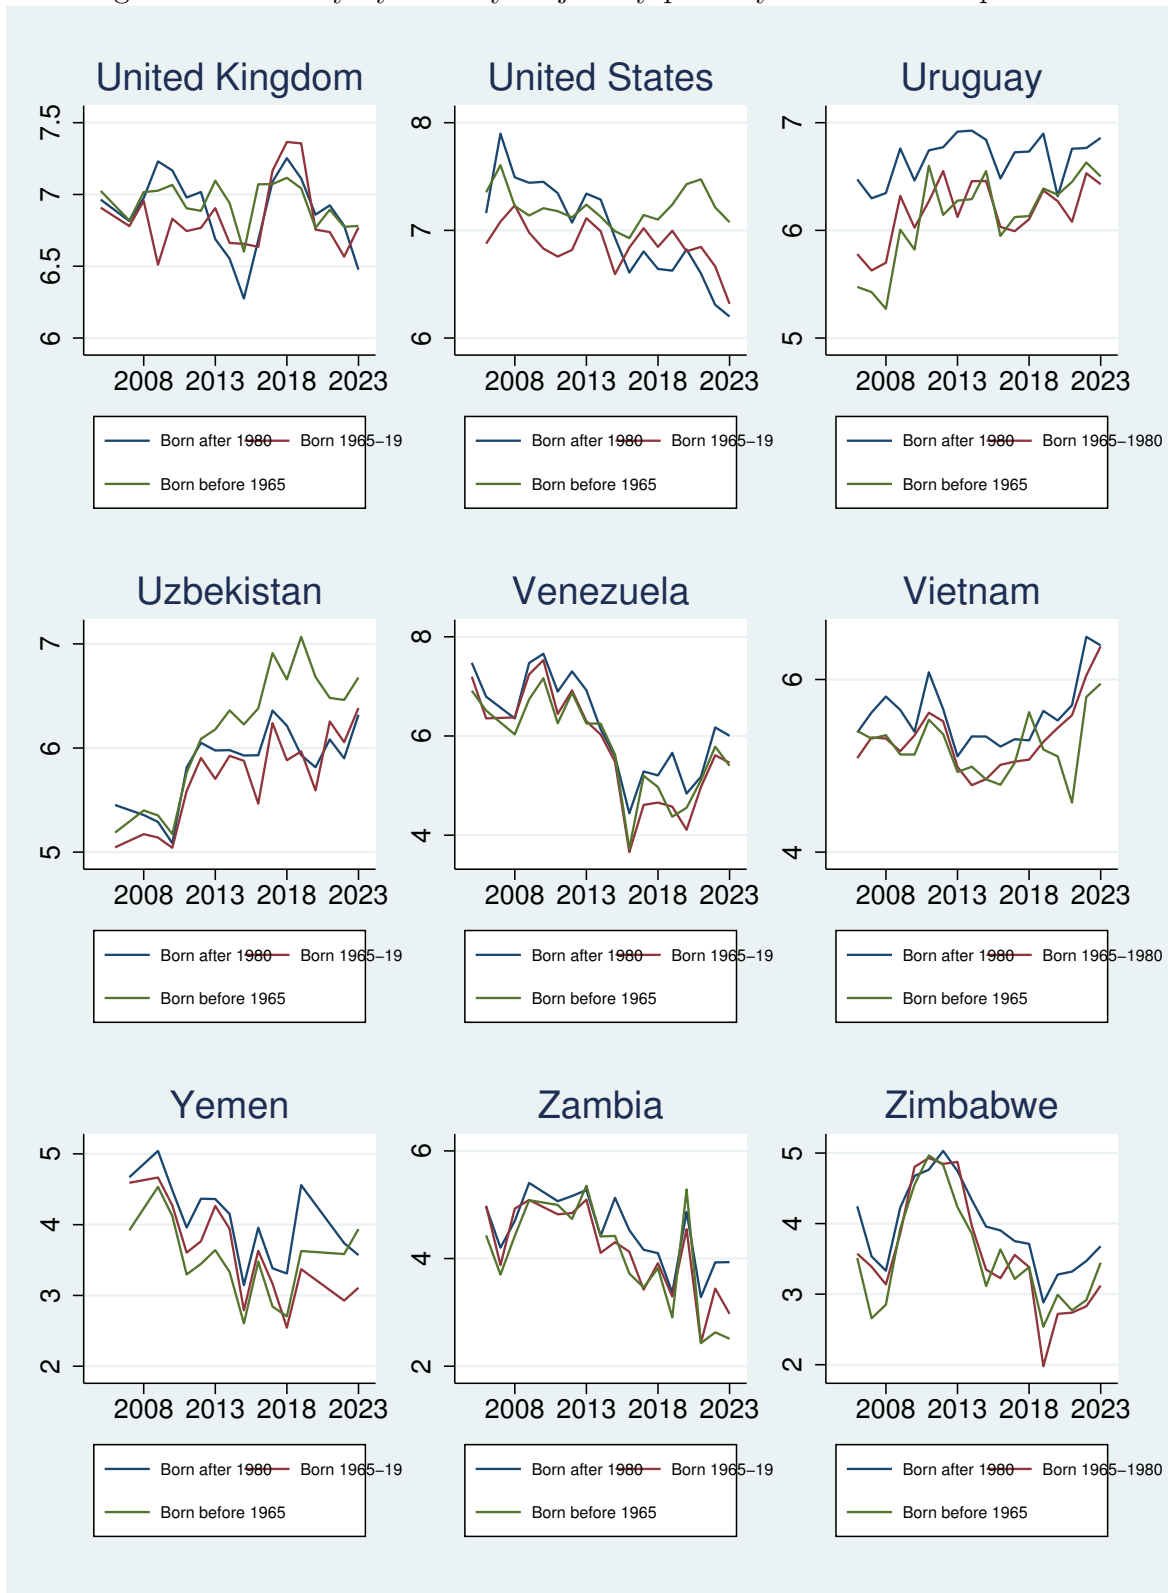 United Kingdom United States Uruguay
7.5 8 7
7 7 6
6.5 6 5
6
2008 2013 2018 2023 2008 2013 2018 2023 2008 2013 2018 2023
Born after 1980 Born 1965–19 Born after 1980 Born 1965–19 Born after 1980 Born 1965–1980
Born before 1965 Born before 1965 Born before 1965
Uzbekistan Venezuela Vietnam
7 8 6
6 6 4
5 4
2008 2013 2018 2023 2008 2013 2018 2023 2008 2013 2018 2023
Born after 1980 Born 1965–19 Born after 1980 Born 1965–19 Born after 1980 Born 1965–1980
Born before 1965 Born before 1965 Born before 1965
Yemen Zambia Zimbabwe
5 6 5
4 4 4
3 2 3
2 2
2008 2013 2018 2023 2008 2013 2018 2023 2008 2013 2018 2023
Born after 1980 Born 1965–19 Born after 1980 Born 1965–19 Born after 1980 Born 1965–1980
Born before 1965 Born before 1965 Born before 1965